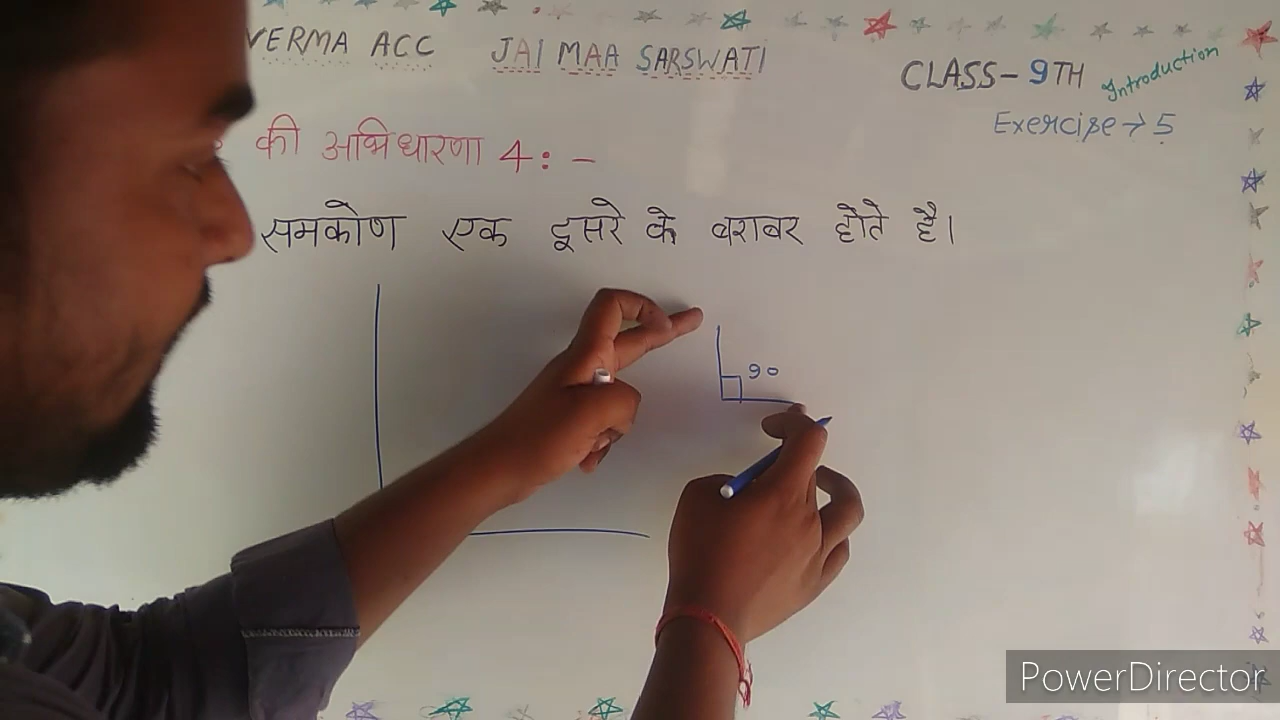 VERMA ACC JAI MAA SARSWATI
CLASS-9TH Introduction
Exercise→5
की अभिधारणा 4:-
समकोण एक दूसरे के बराबर होते है।
90
PowerDirector